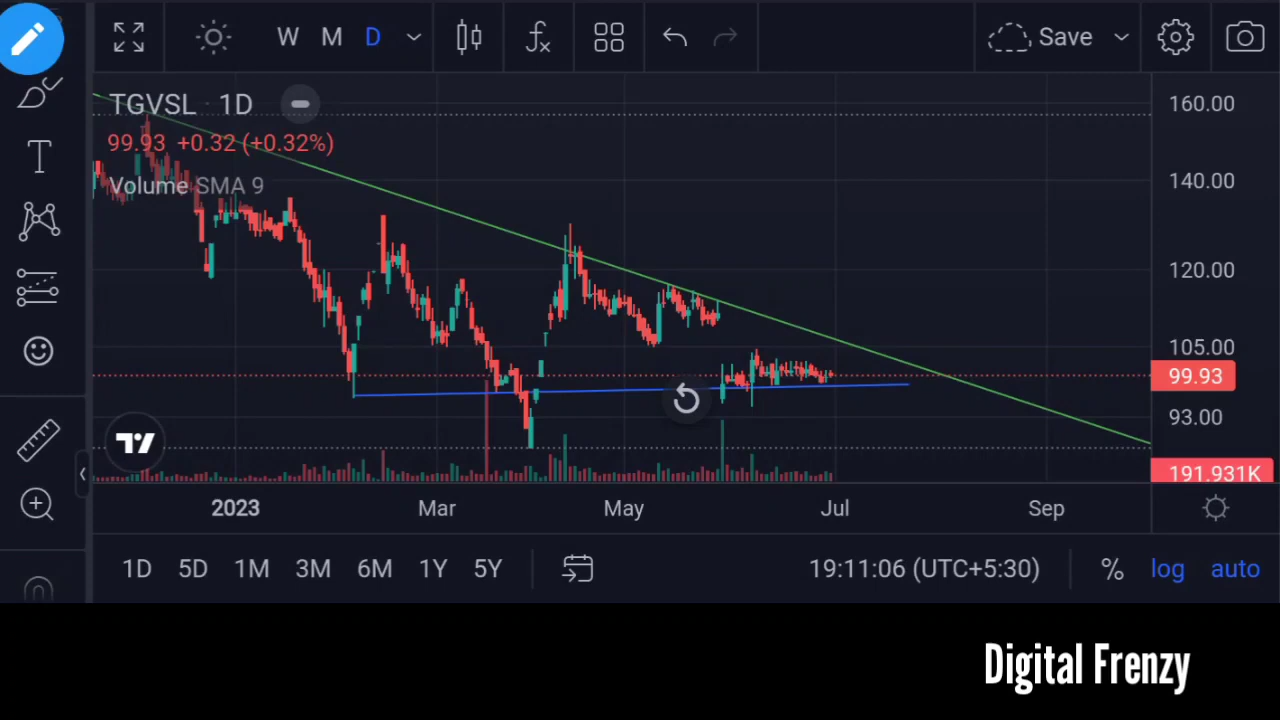 W M D
Save
TGVSL · 1D
99.93 +0.32 (+0.32%)
Volume SMA 9
160.00
140.00
120.00
105.00
99.93
93.00
191.931K
2023 Mar May Jul Sep
1D 5D 1M 3M 6M 1Y 5Y
19:11:06 (UTC+5:30) % log auto
Digital Frenzy